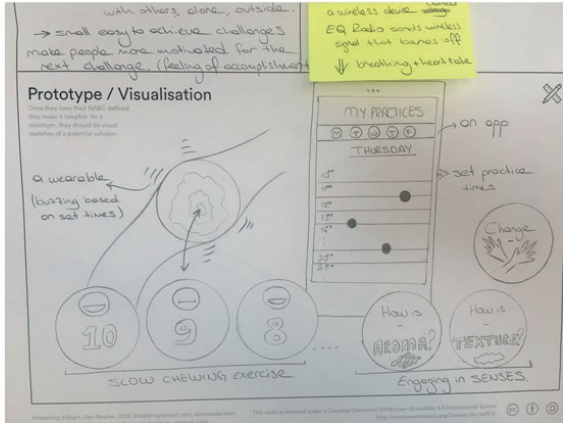 with others, alone, outside.
→ small easy to achieve challenges
make people more motivated for the
next challenge. (feeling of accomplishment
a wireless device
EQ Radio sends wireless
signal that bounces off
↓ breathing + heart rate
Prototype / Visualisation
Once they have their NABC defined
they make it tangible. As a
minimum, they should do visual
sketches of a potential solution.
a wearable
(buzzing based
on set times)
MY PRACTICES
M T W T F
THURSDAY
→ an app
→ set practice
times
Change
10
9
8
How is
AROMA?
How is
TEXTURE?
SLOW CHEWING exercise
Engaging in SENSES.